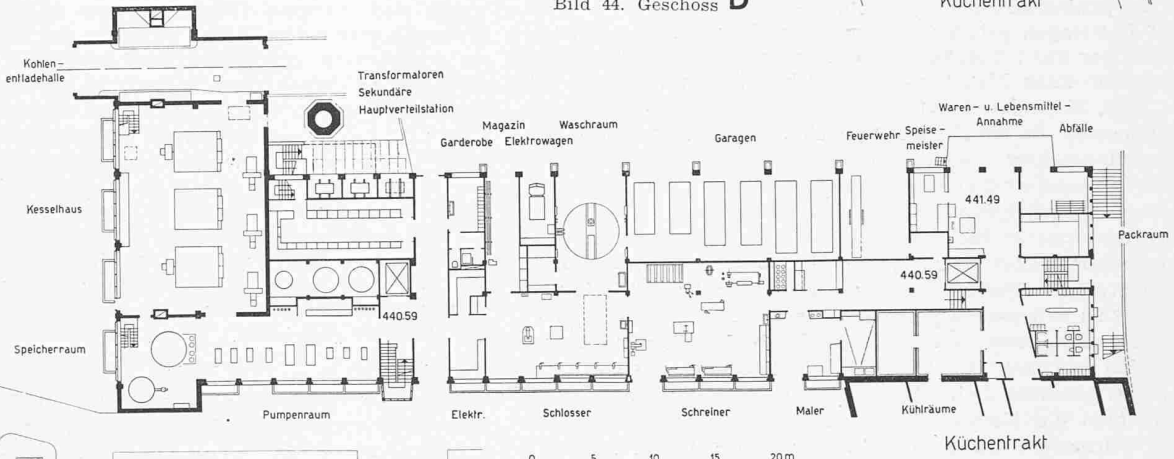 Bild 44. Geschoss D
Küchentrakt
Kohlen-
entladehalle
Transformatoren
Sekundäre
Hauptverteilstation
Garderobe
Magazin
Elektrowagen
Waschraum
Garagen
Feuerwehr
Speise-
meister
Waren- u. Lebensmittel-
Annahme
Abfälle
Kesselhaus
441.49
Packraum
440.59
440.59
Speicherraum
Pumpenraum
Elektr.
Schlosser
Schreiner
Maler
Kühlräume
Küchentrakt
0 5 10 15 20 m